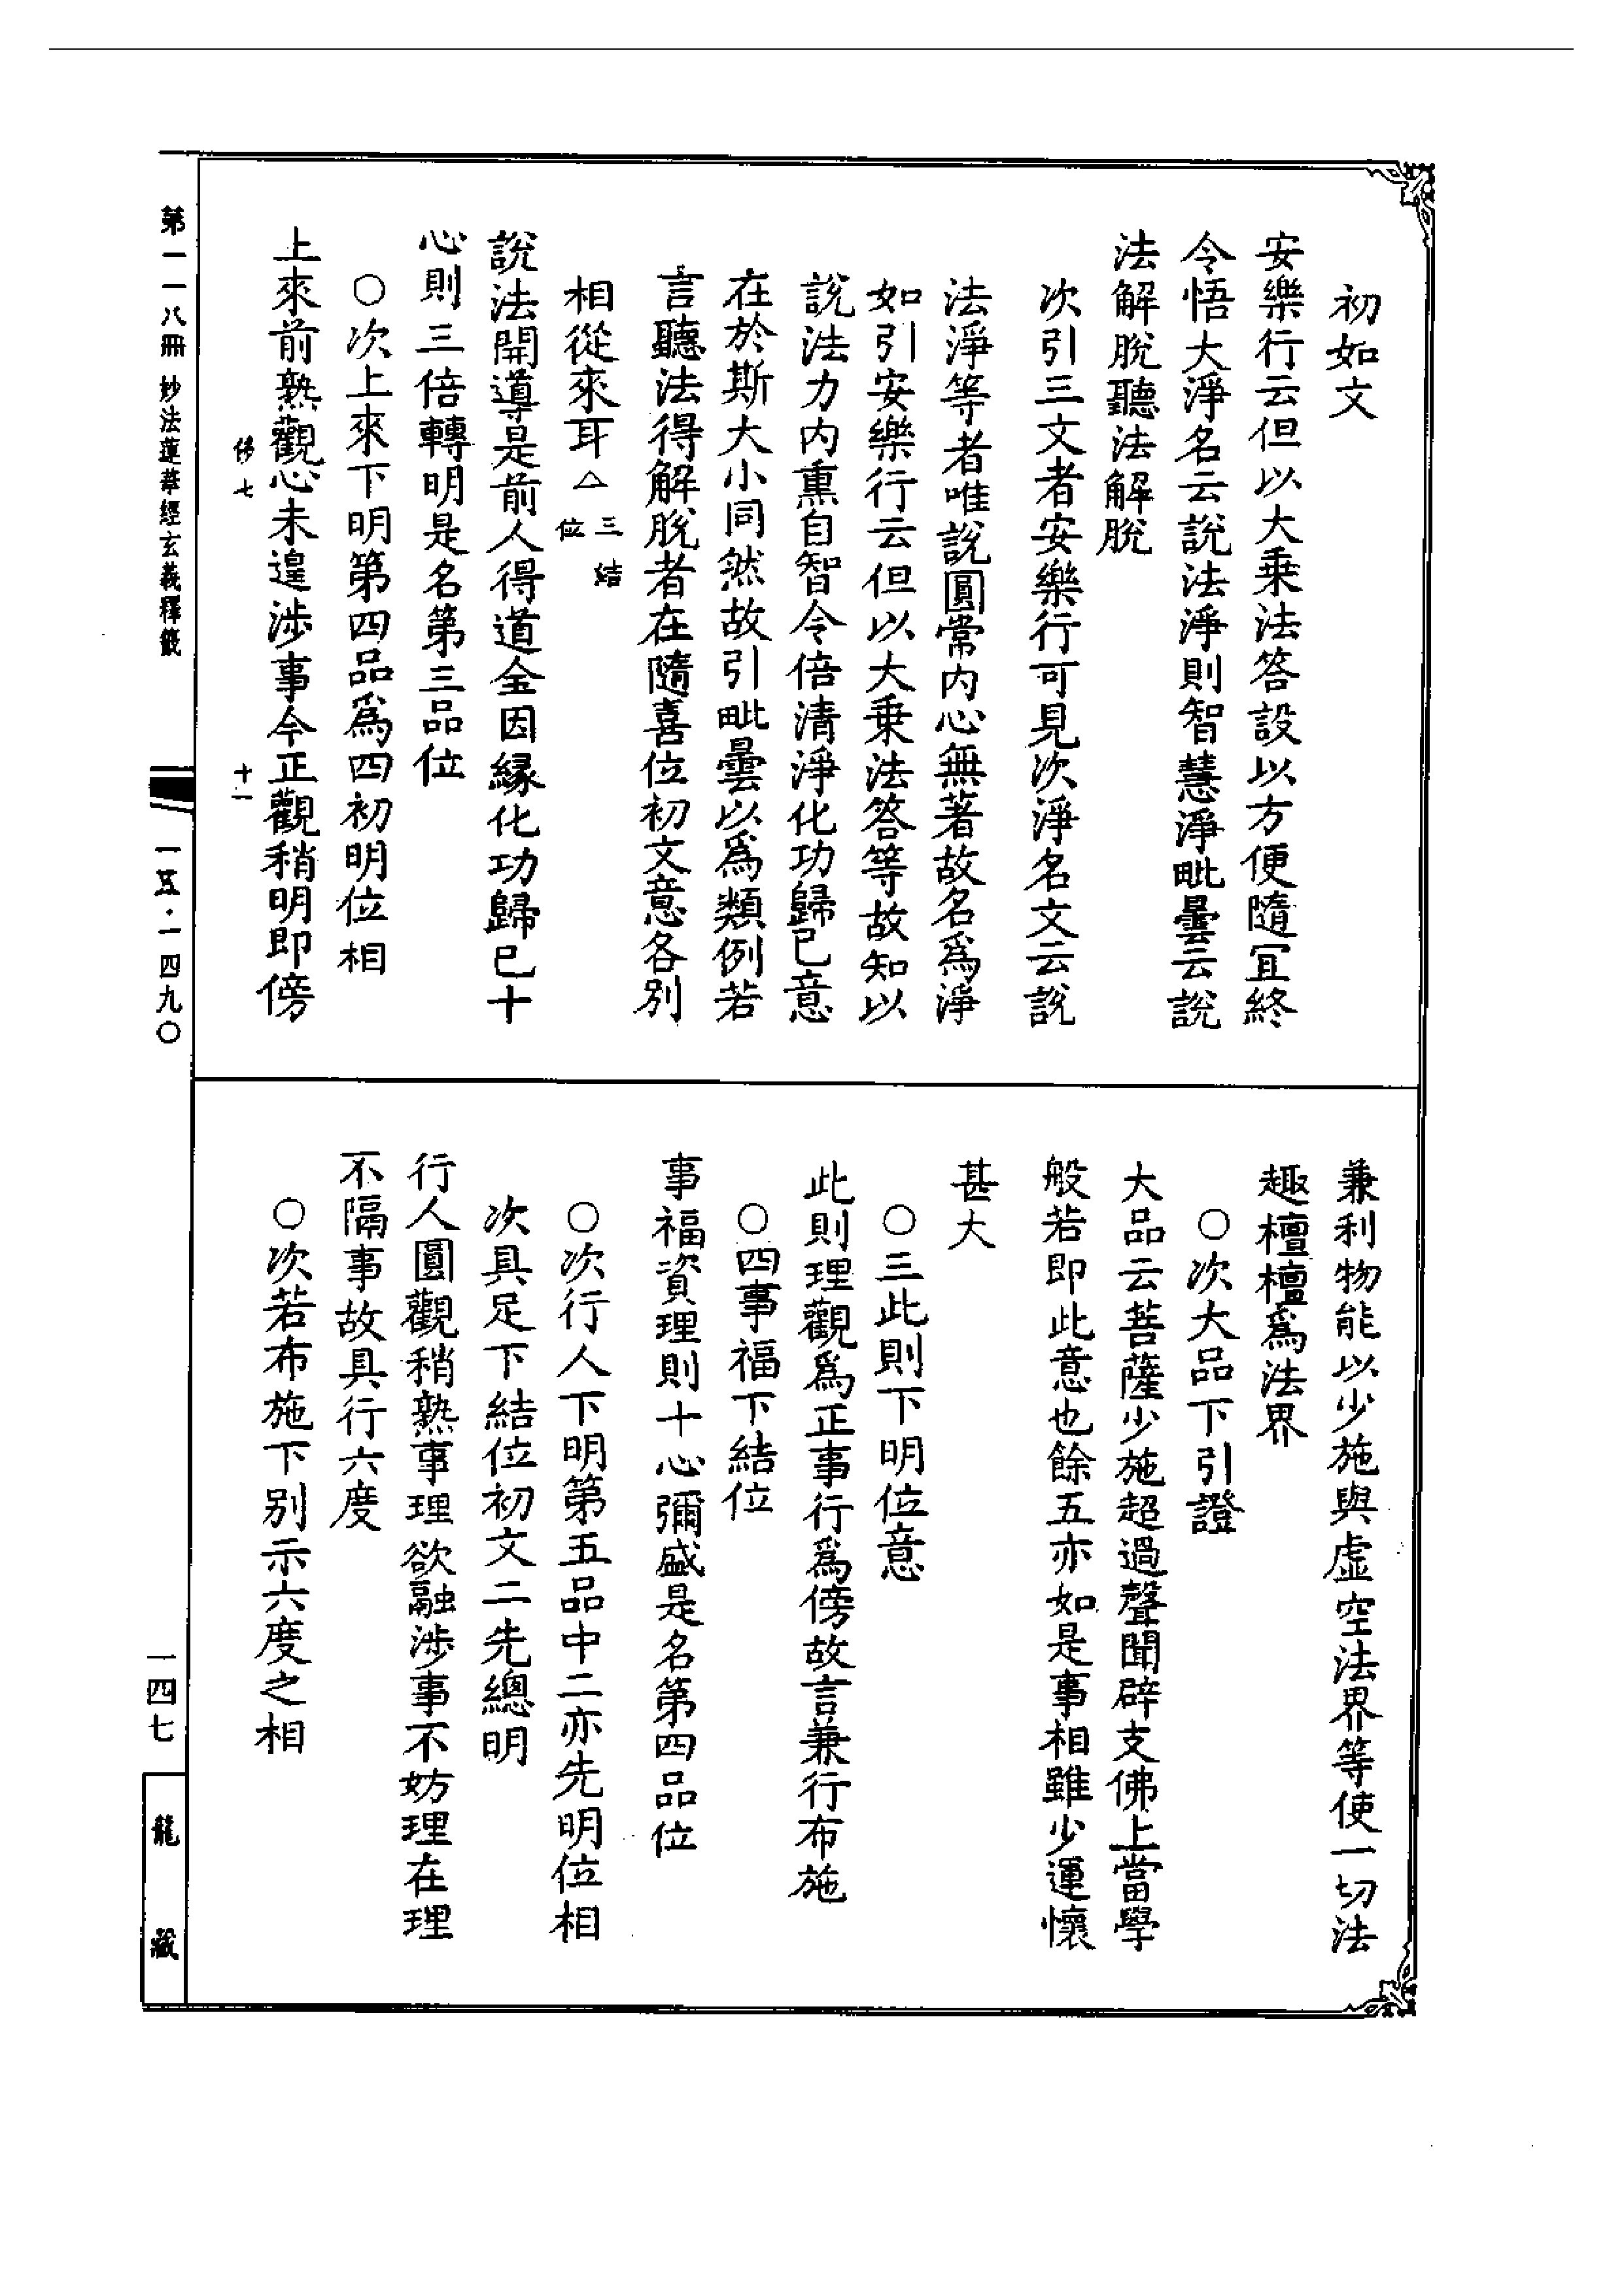 初如文
安樂行云但以大乗法答設以方便隨宜終
令悟大淨名云說法淨則智慧淨毗曇云說
法解脫聽法解脫
次引三文者安樂行可見次淨名文云說
法淨等者唯說圓常內心無著故名爲淨
如引安樂行云但以大乗法答等故知以
說法力內熏自智令倍清淨化功歸已意
在於斯大小同然故引毗曇以爲類例若
言聽法得解脫者在隨喜位初文意各別
相從來耳△三結位
說法開導是前人得道全因緣化功歸已十
心則三倍轉明是名第三品位
○次上來下明第四品爲四初明位相
上來前熟觀心未遑涉事今正觀稍明即傍
侈七 十一
兼利物能以少施與虛空法界等使一切法
趣檀檀爲法界
○次大品下引證
大品云菩薩少施超過聲聞辟支佛上當學
般若即此意也餘五亦如是事相雖少運懷
甚大
○三此則下明位意
此則理觀爲正事行爲傍故言兼行布施
○四事福下結位
事福資理則十心彌盛是名第四品位
○次行人下明第五品中二亦先明位相
次具足下結位初文二先總明
行人圓觀稍熟事理欲融涉事不妨理在理
不隔事故具行六度
○次若布施下別示六度之相
第一一八冊 妙法蓮華經玄義釋籤
一五·一四九〇
一四七
龍藏